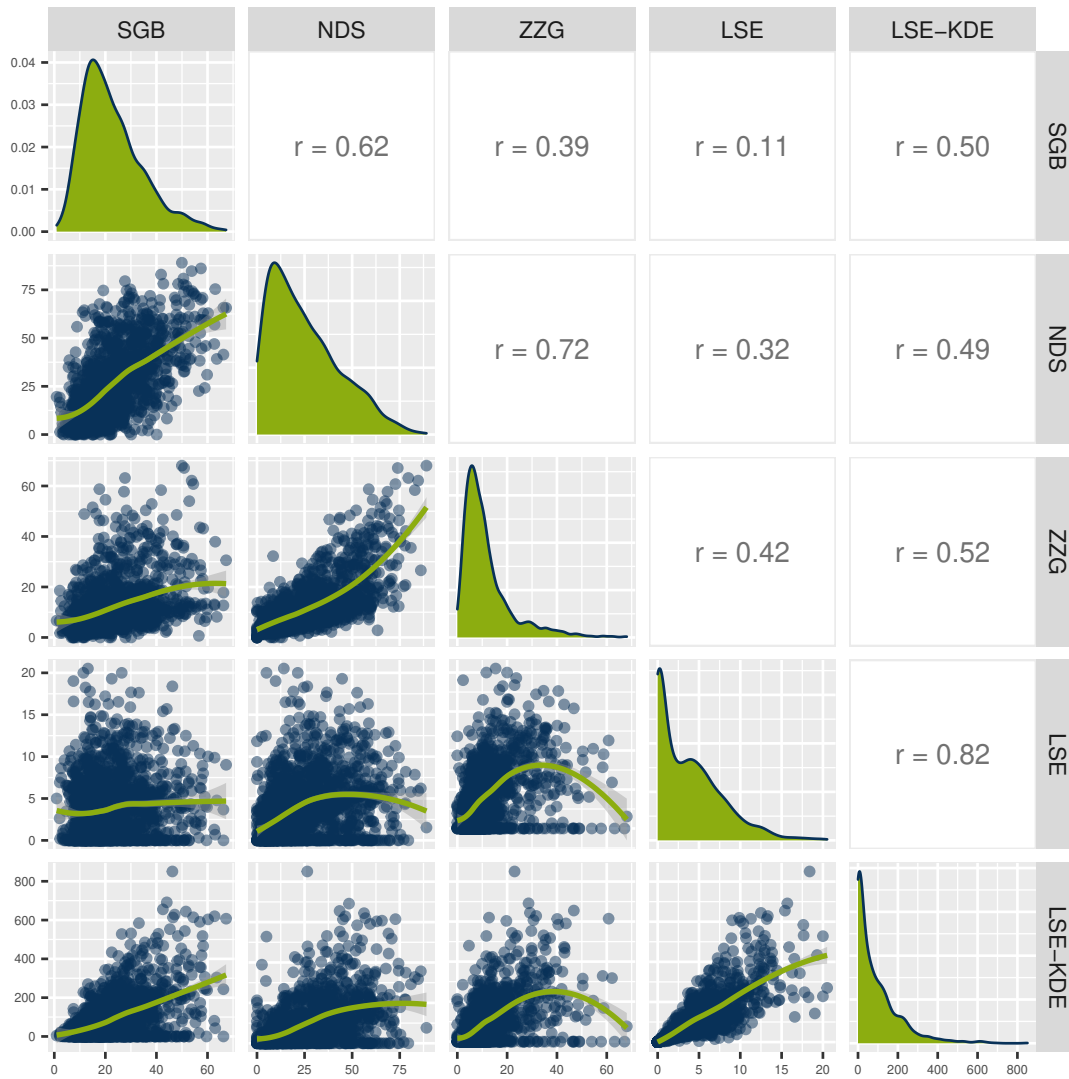 SGB NDS ZZG LSE LSE−KDE
0.04
0.03
0.02
0.01
0.00
r = 0.62 r = 0.39 r = 0.11 r = 0.50
SGB
75
50
25
0
r = 0.72 r = 0.32 r = 0.49
NDS
60
40
20
0
r = 0.42 r = 0.52
ZZG
20
15
10
5
0
r = 0.82
LSE
800
600
400
200
0
LSE−KDE
0 20 40 60 0 25 50 75 0 20 40 60 0 5 10 15 20 0 200 400 600 800